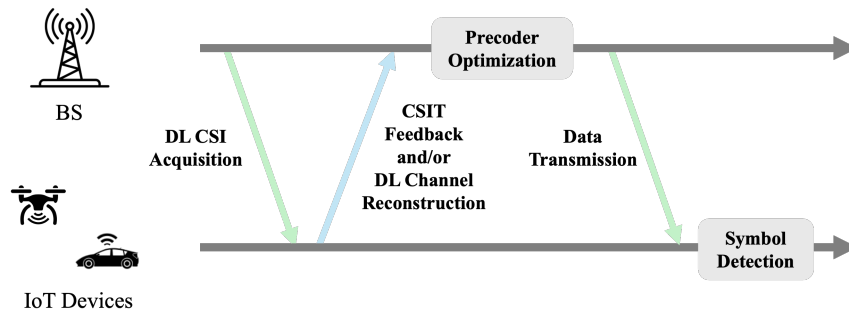 BS
DL CSI
Acquisition
CSIT
Feedback
and/or
DL Channel
Reconstruction
Precoder
Optimization
Data
Transmission
Symbol
Detection
IoT Devices